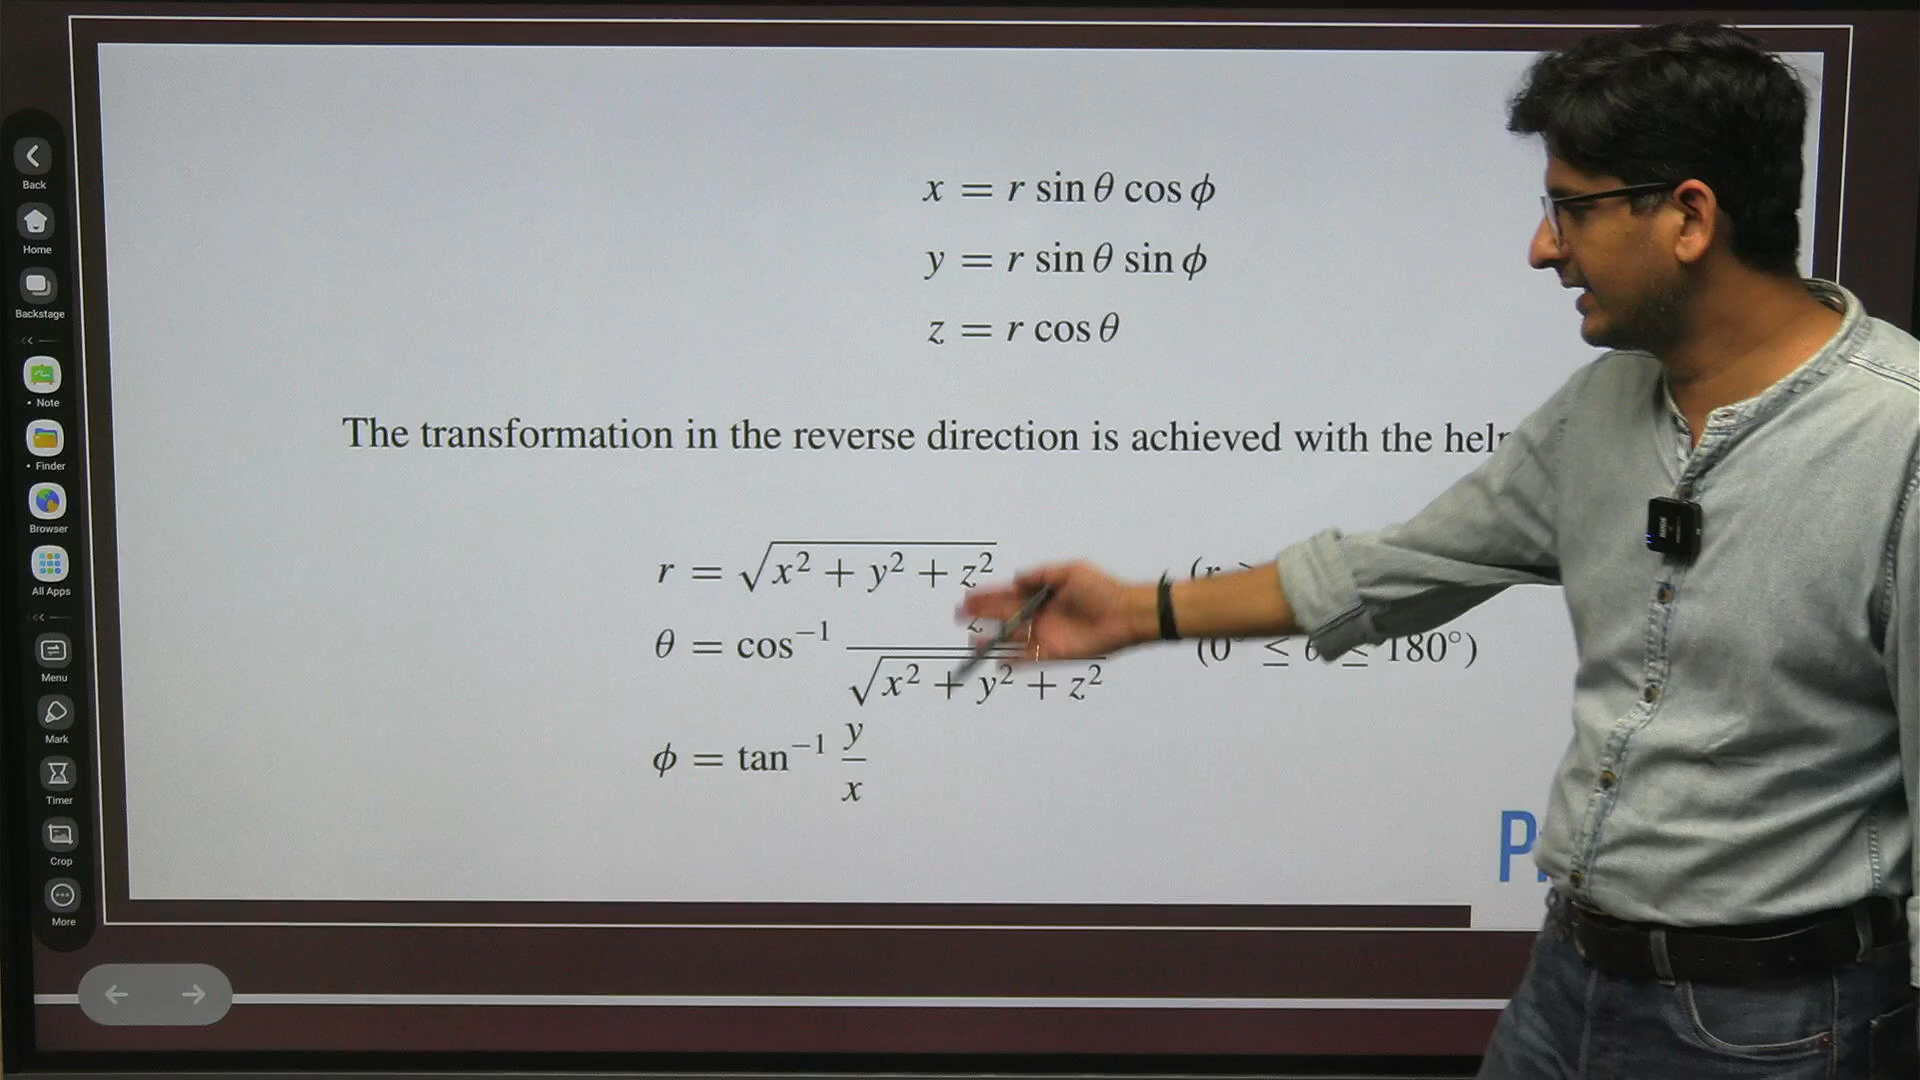 x = r sin θ cos ϕ
y = r sin θ sin ϕ
z = r cos θ
The transformation in the reverse direction is achieved with the
r = √x² + y² + z²
θ = cos⁻¹ z / √x² + y² + z² (0° ≤ θ ≤ 180°)
ϕ = tan⁻¹ y / x
Back
Home
Backstage
Note
Finder
Browser
All Apps
Menu
Mark
Timer
Crop
More